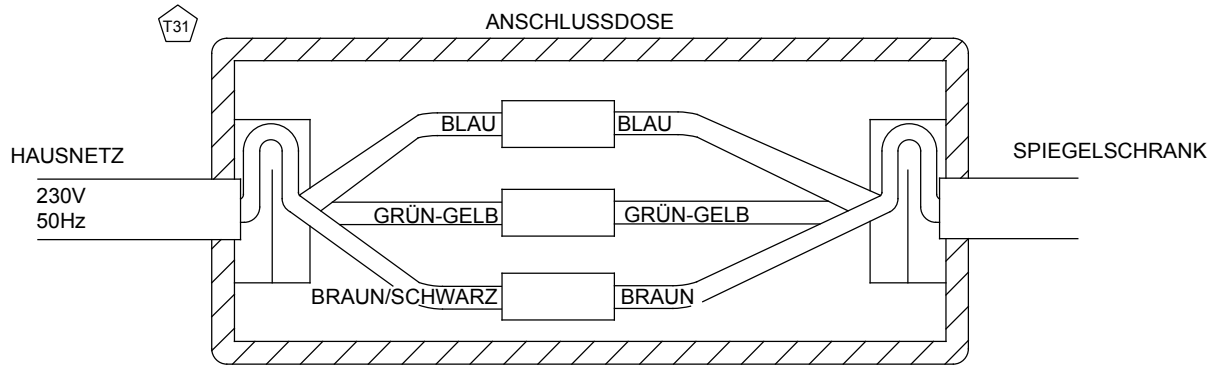 T31
ANSCHLUSSDOSE
HAUSNETZ
230V
50Hz
SPIEGELSCHRANK
BLAU BLAU
GRÜN-GELB GRÜN-GELB
BRAUN/SCHWARZ BRAUN